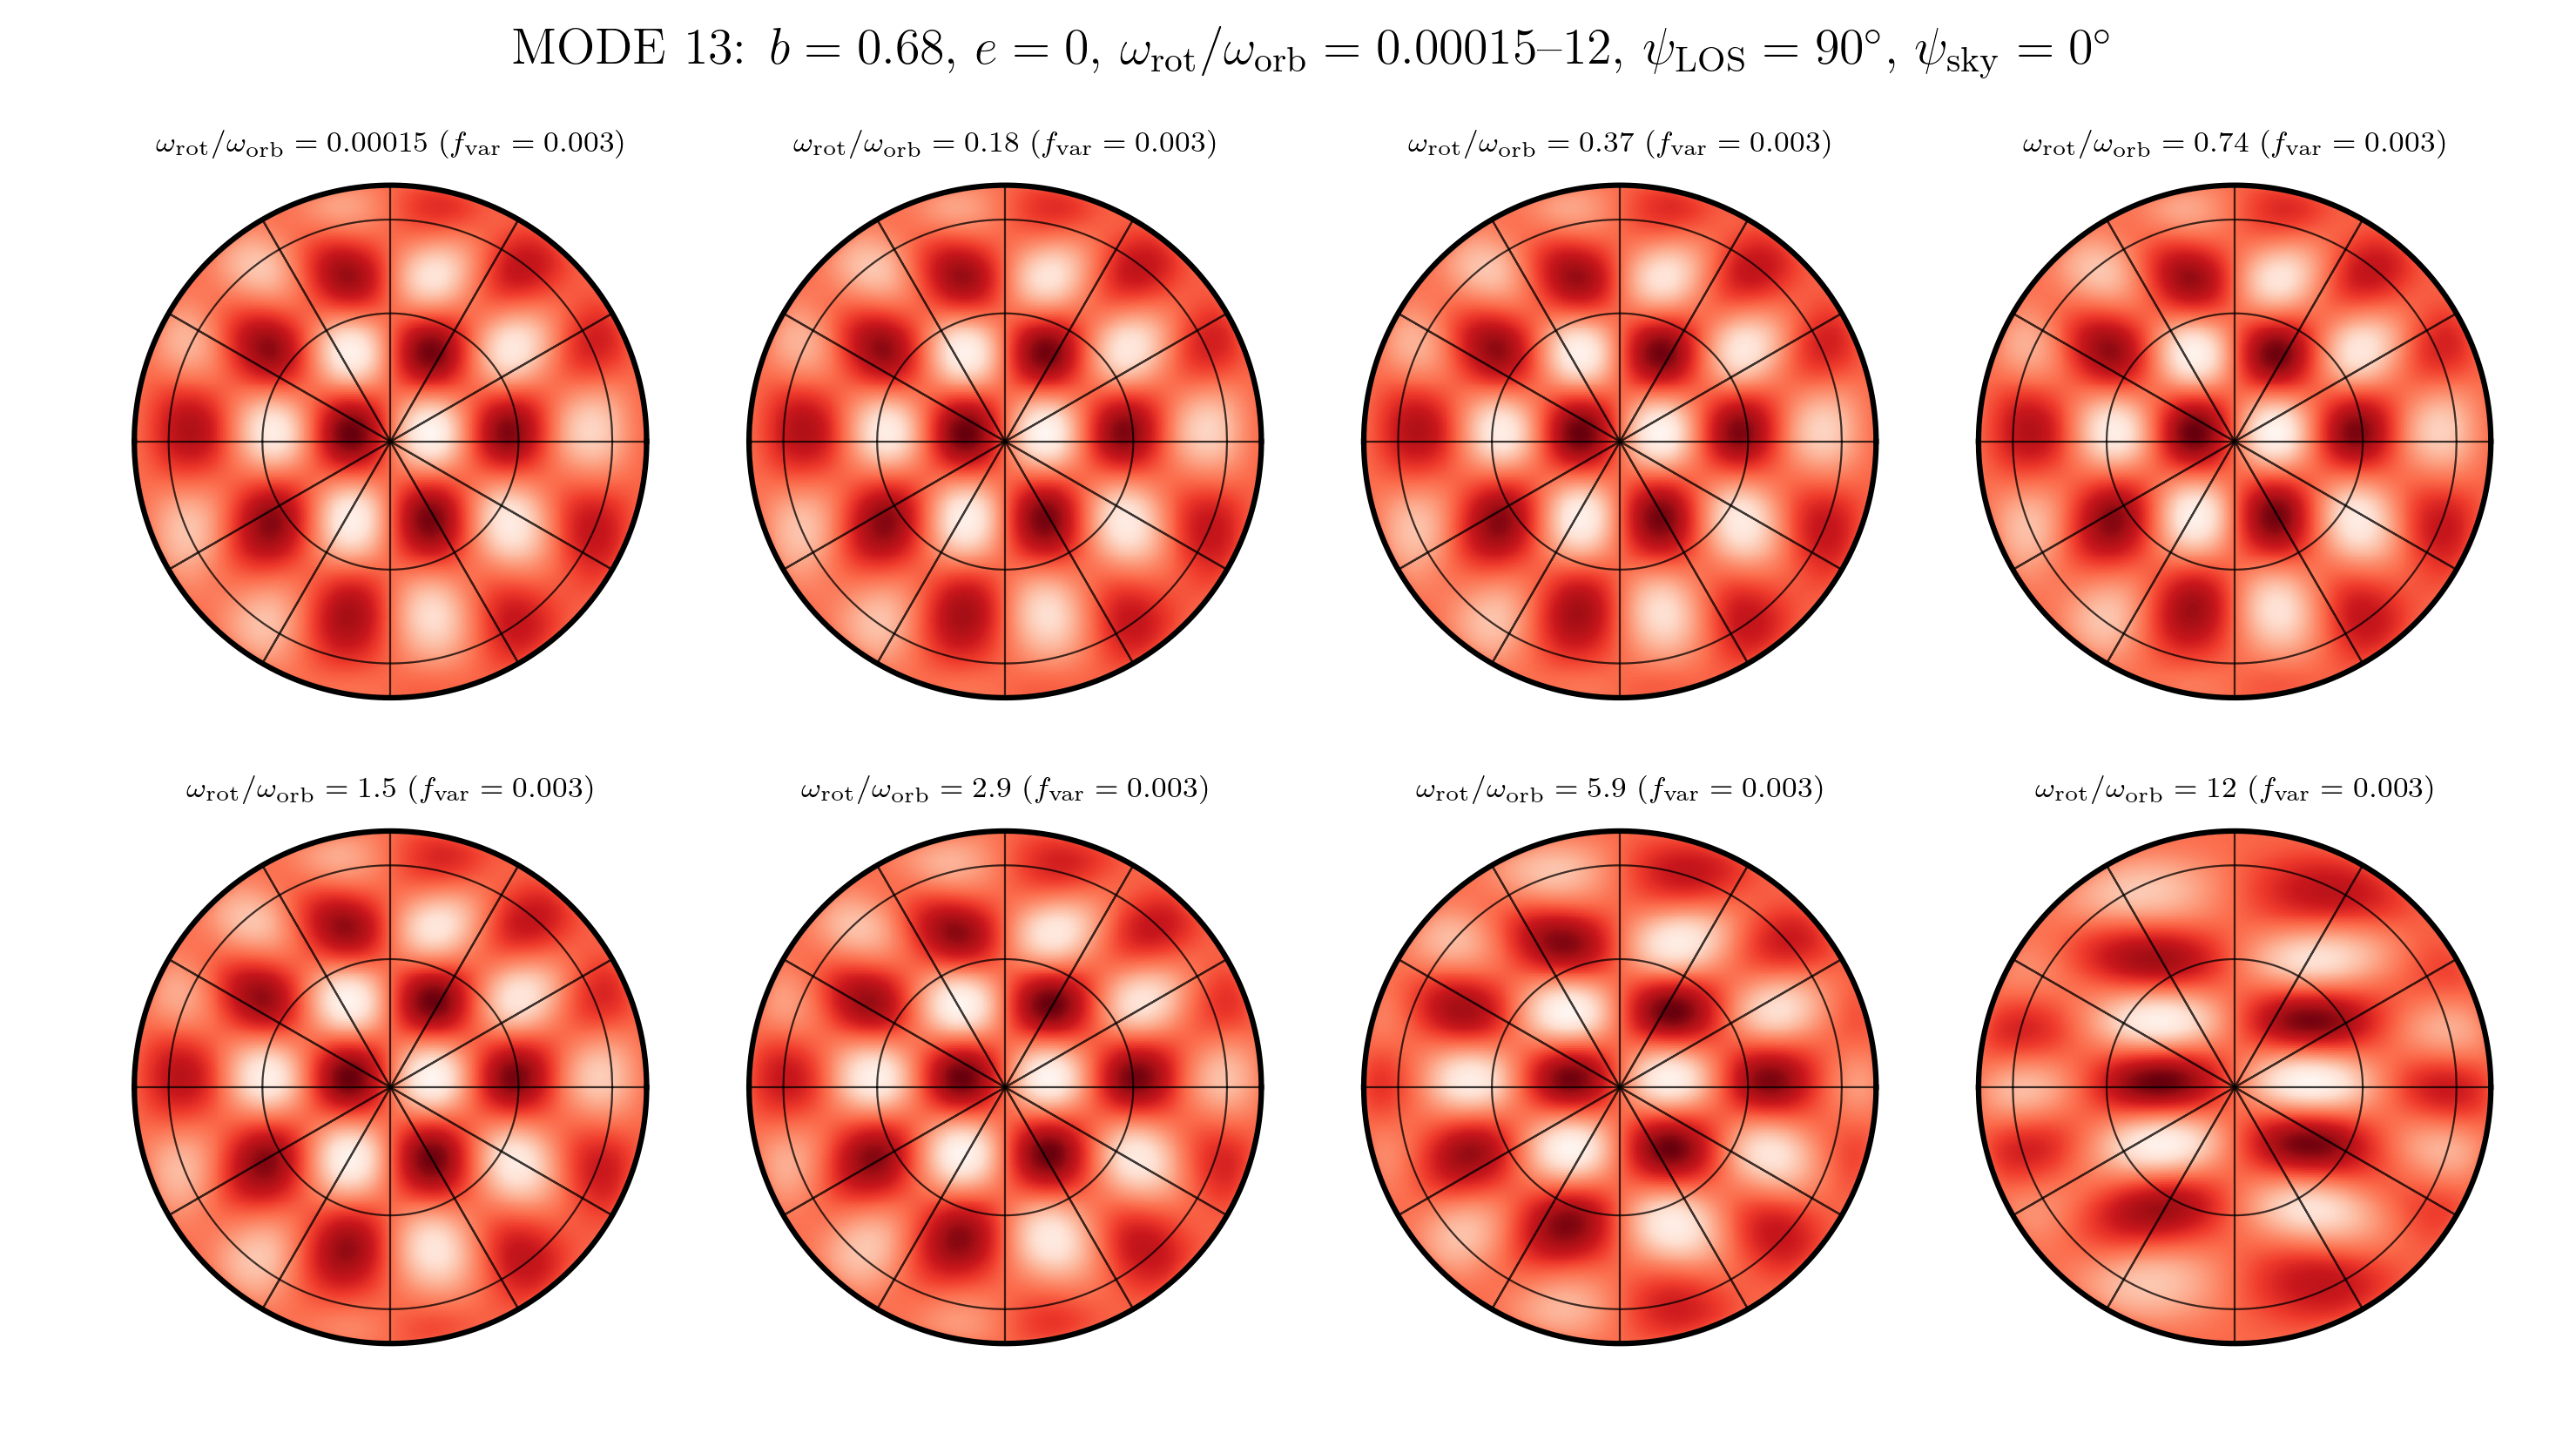 MODE 13: b = 0.68, e = 0, ω_rot/ω_orb = 0.00015–12, ψ_LOS = 90°, ψ_sky = 0°
ω_rot/ω_orb = 0.00015 (f_var = 0.003)
ω_rot/ω_orb = 0.18 (f_var = 0.003)
ω_rot/ω_orb = 0.37 (f_var = 0.003)
ω_rot/ω_orb = 0.74 (f_var = 0.003)
ω_rot/ω_orb = 1.5 (f_var = 0.003)
ω_rot/ω_orb = 2.9 (f_var = 0.003)
ω_rot/ω_orb = 5.9 (f_var = 0.003)
ω_rot/ω_orb = 12 (f_var = 0.003)